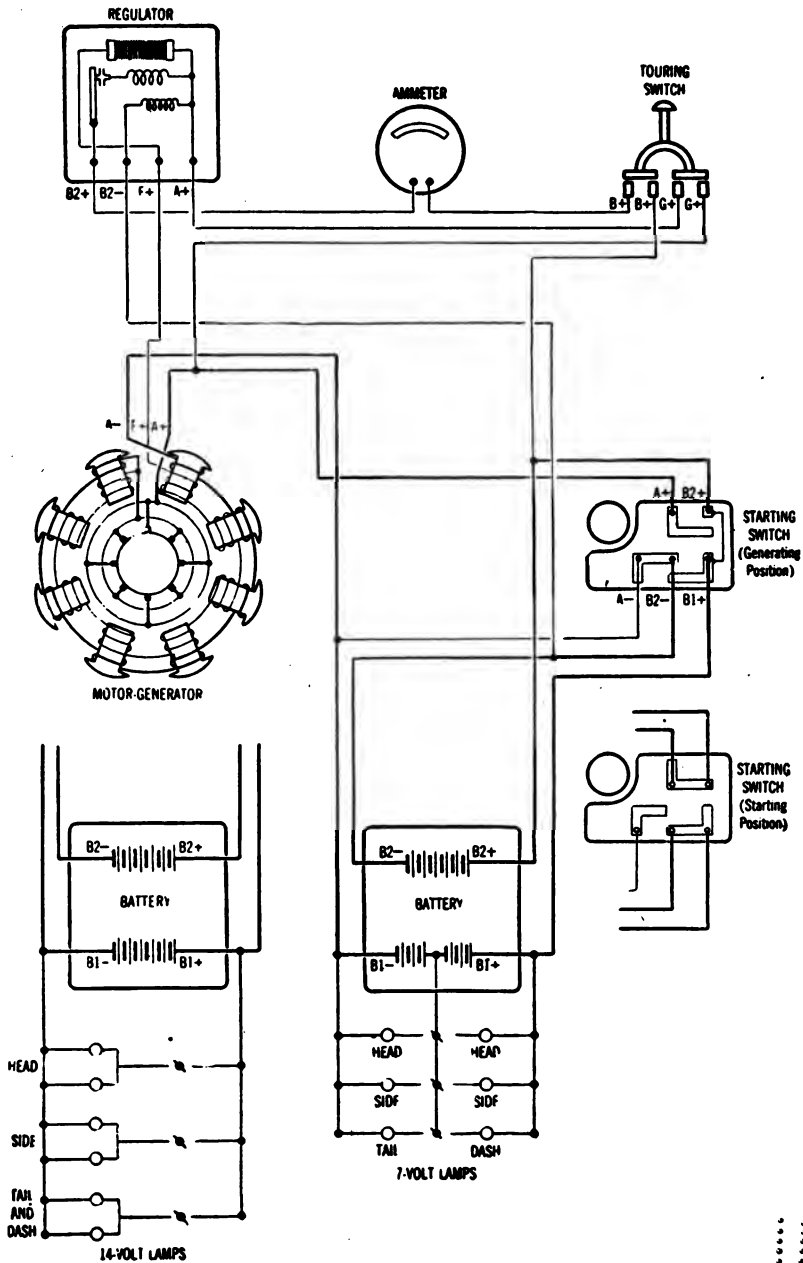 REGULATOR
B2+ B2- F+ A+
AMMETER
TOURING
SWITCH
B+ B+ G+ G+
A- F+ A+
MOTOR-GENERATOR
A+ B2+
STARTING
SWITCH
(Generating
Position)
A- B2- B1+
STARTING
SWITCH
(Starting
Position)
B2- B2+
BATTERY
B1- B1+
HEAD
SIDE
TAIL
AND
DASH
14-VOLT LAMPS
B2- B2+
BATTERY
B1- B1+
HEAD HEAD
SIDE SIDE
TAIL DASH
7-VOLT LAMPS